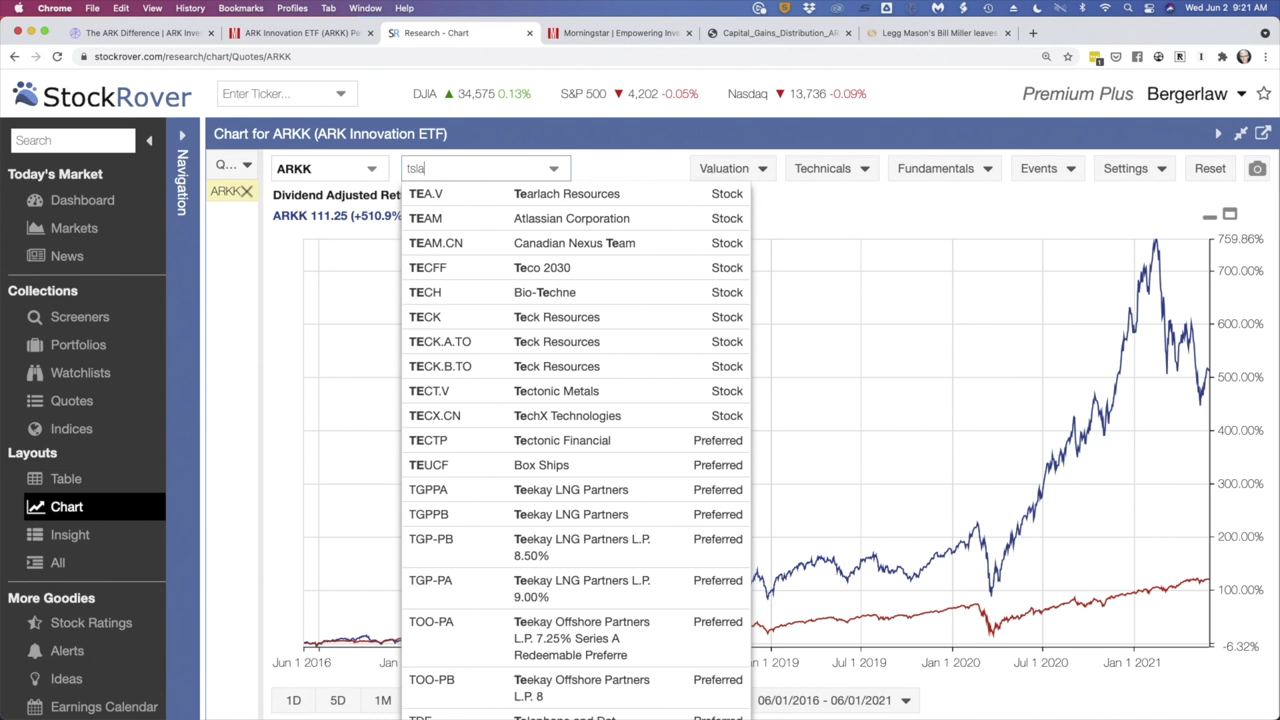 Chrome File Edit View History Bookmarks Profiles Tab Window Help Wed Jun 2 9:21 AM
The ARK Difference | ARK Inve ARK Innovation ETF (ARKK) Pe Research - Chart Morningstar | Empowering Inve Capital_Gains_Distribution_AR Legg Mason's Bill Miller leaves
stockrover.com/research/chart/Quotes/ARKK
StockRover Enter Ticker... DJIA 34,575 0.13% S&P 500 4,202 -0.05% Nasdaq 13,736 -0.09% Premium Plus Bergerlaw
Search
Navigation
Today's Market
Dashboard
Markets
News
Collections
Screeners
Portfolios
Watchlists
Quotes
Indices
Layouts
Table
Chart
Insight
All
More Goodies
Stock Ratings
Alerts
Ideas
Earnings Calendar
Chart for ARKK (ARK Innovation ETF)
Q... ARKK tsla Valuation Technicals Fundamentals Events Settings Reset
ARKK
Dividend Adjusted Ret
ARKK 111.25 (+510.9%
TEA.V Tearlach Resources Stock
TEAM Atlassian Corporation Stock
TEAM.CN Canadian Nexus Team Stock
TECFF Teco 2030 Stock
TECH Bio-Techne Stock
TECK Teck Resources Stock
TECK.A.TO Teck Resources Stock
TECK.B.TO Teck Resources Stock
TECT.V Tectonic Metals Stock
TECX.CN TechX Technologies Stock
TECTP Tectonic Financial Preferred
TEUCF Box Ships Preferred
TGPPA Teekay LNG Partners Preferred
TGPPB Teekay LNG Partners Preferred
TGP-PB Teekay LNG Partners L.P. Preferred
8.50%
TGP-PA Teekay LNG Partners L.P. Preferred
9.00%
TOO-PA Teekay Offshore Partners Preferred
L.P. 7.25% Series A
Redeemable Preferre
TOO-PB Teekay Offshore Partners Preferred
L.P. 8
759.86%
700.00%
600.00%
500.00%
400.00%
300.00%
200.00%
100.00%
-6.32%
Jun 1 2016 Jan n 1 2019 Jul 1 2019 Jan 1 2020 Jun 1 2020 Jan 1 2021
1D 5D 1M 06/01/2016 - 06/01/2021